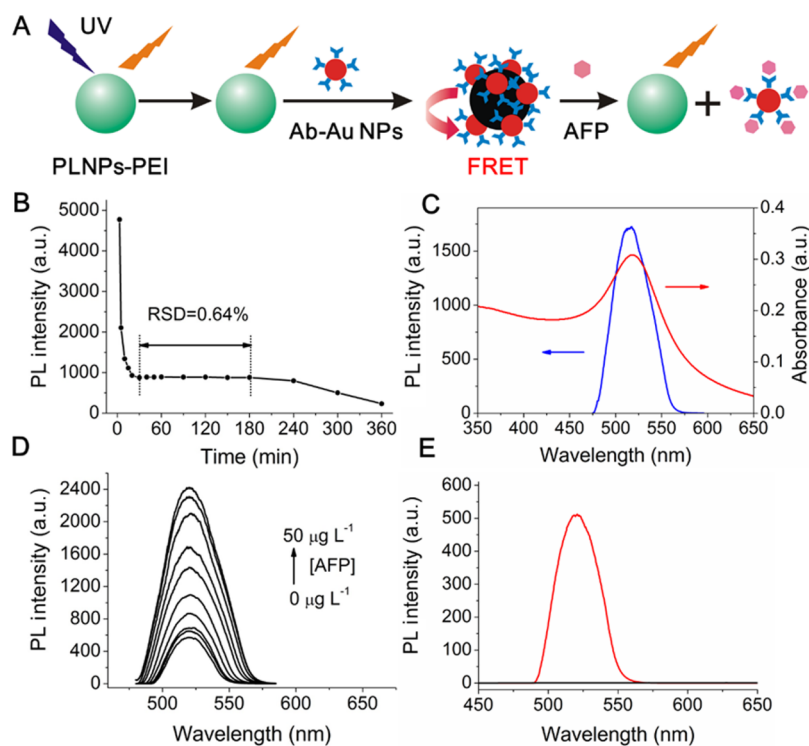 A
UV
PLNPs-PEI
Ab-Au NPs
FRET
AFP
+
B
PL intensity (a.u.)
5000
4000
3000
2000
1000
0
RSD=0.64%
0 60 120 180 240 300 360
Time (min)
C
PL intensity (a.u.)
1500
1000
500
0
0.4
0.3
0.2
0.1
0.0
Absorbance (a.u.)
350 400 450 500 550 600 650
Wavelength (nm)
D
PL intensity (a.u.)
2400
2000
1600
1200
800
400
0
50 μg L⁻¹
[AFP]
0 μg L⁻¹
500 550 600 650
Wavelength (nm)
E
PL intensity (a.u.)
600
500
400
300
200
100
0
450 500 550 600 650
Wavelength (nm)